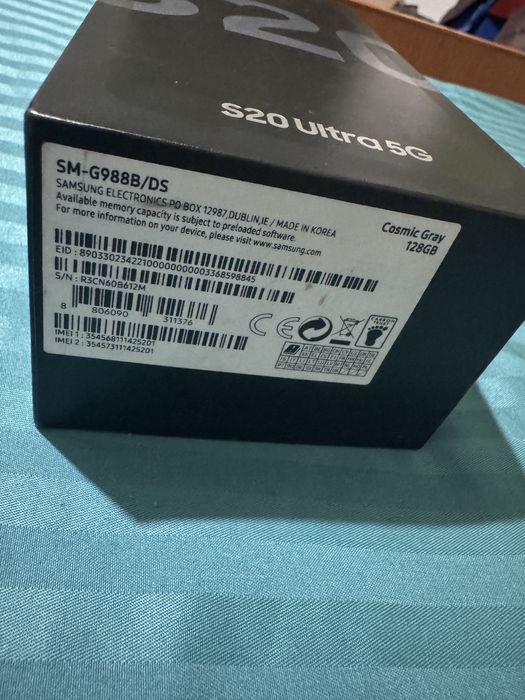 S20
S20 Ultra 5G
SM-G988B/DS
SAMSUNG ELECTRONICS PO BOX 12987,DUBLIN,IE / MADE IN KOREA
Available memory capacity is subject to preloaded software.
For more information on your device, please visit www.samsung.com
Cosmic Gray
128GB
EID : 89033023422100000000003368598845
S/N : R3CN60B612M
8 806090 311376
CE
IMEI 1 : 354568111425201
IMEI 2 : 354573111425201